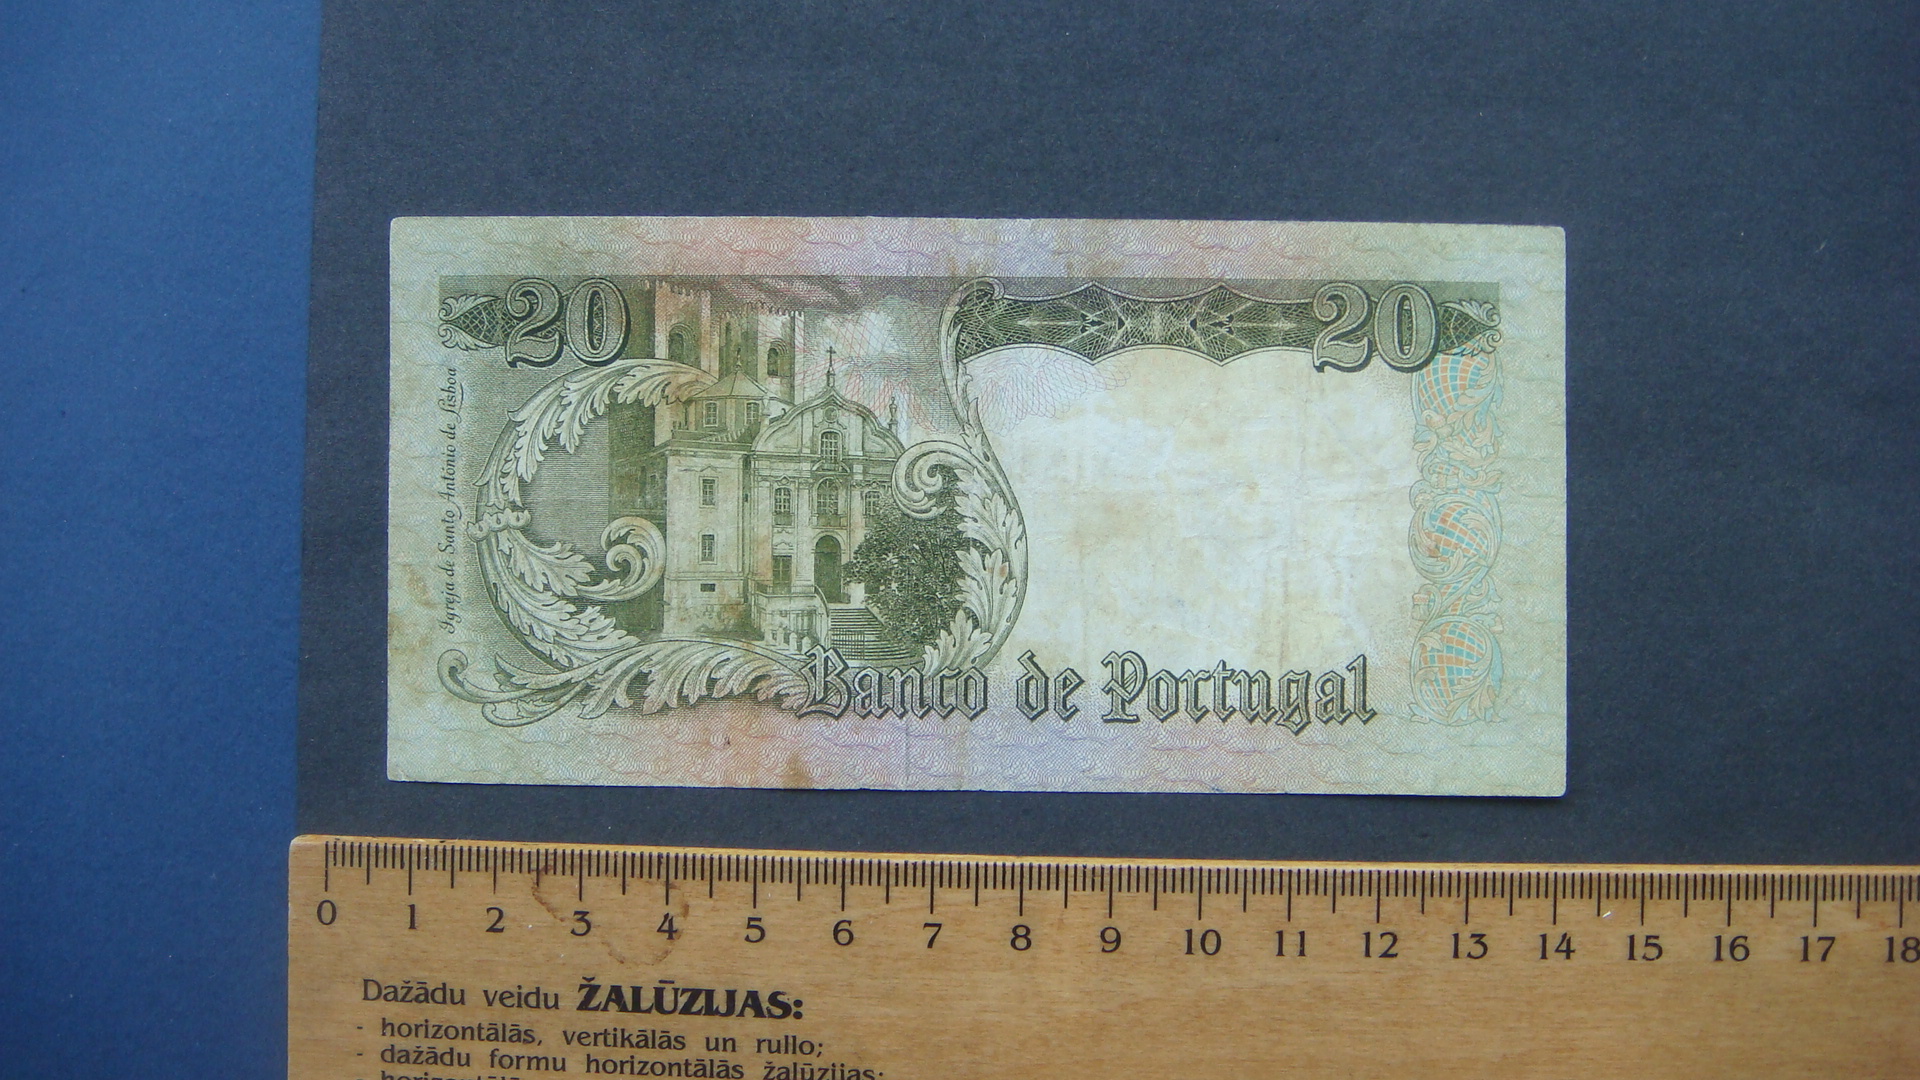 20 20
Igreja de Santo António de Lisboa
Banco de Portugal
0 1 2 3 4 5 6 7 8 9 10 11 12 13 14 15 16 17 18
Dažādu veidu ŽALŪZIJAS:
- horizontālās, vertikālās un rullo;
- dažādu formu horizontālās žalūzijas;